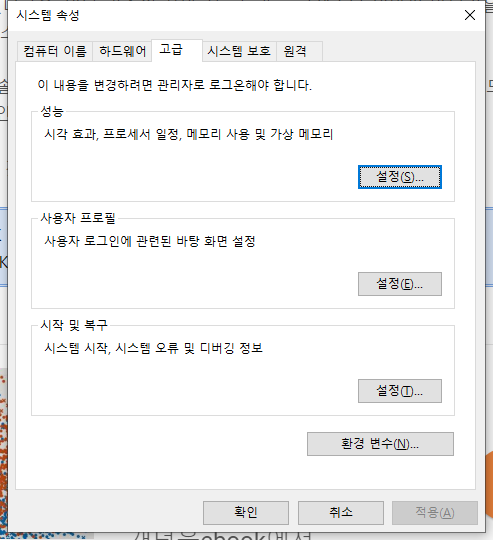 시스템 속성
컴퓨터 이름
하드웨어
고급
시스템 보호
원격
이 내용을 변경하려면 관리자로 로그온해야 합니다.
성능
시각 효과, 프로세서 일정, 메모리 사용 및 가상 메모리
설정(S)...
사용자 프로필
사용자 로그인에 관련된 바탕 화면 설정
설정(E)...
시작 및 복구
시스템 시작, 시스템 오류 및 디버깅 정보
설정(T)...
환경 변수(N)...
확인
취소
적용(A)